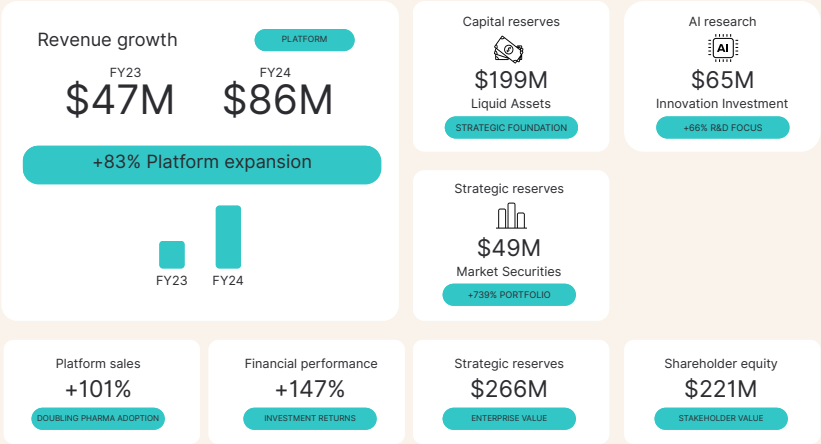 Revenue growth
PLATFORM
FY23
FY24
$47M
$86M
+83% Platform expansion
FY23
FY24
Capital reserves
$199M
Liquid Assets
STRATEGIC FOUNDATION
AI research
AI
$65M
Innovation Investment
+66% R&D FOCUS
Strategic reserves
$49M
Market Securities
+739% PORTFOLIO
Platform sales
+101%
DOUBLING PHARMA ADOPTION
Financial performance
+147%
INVESTMENT RETURNS
Strategic reserves
$266M
ENTERPRISE VALUE
Shareholder equity
$221M
STAKEHOLDER VALUE